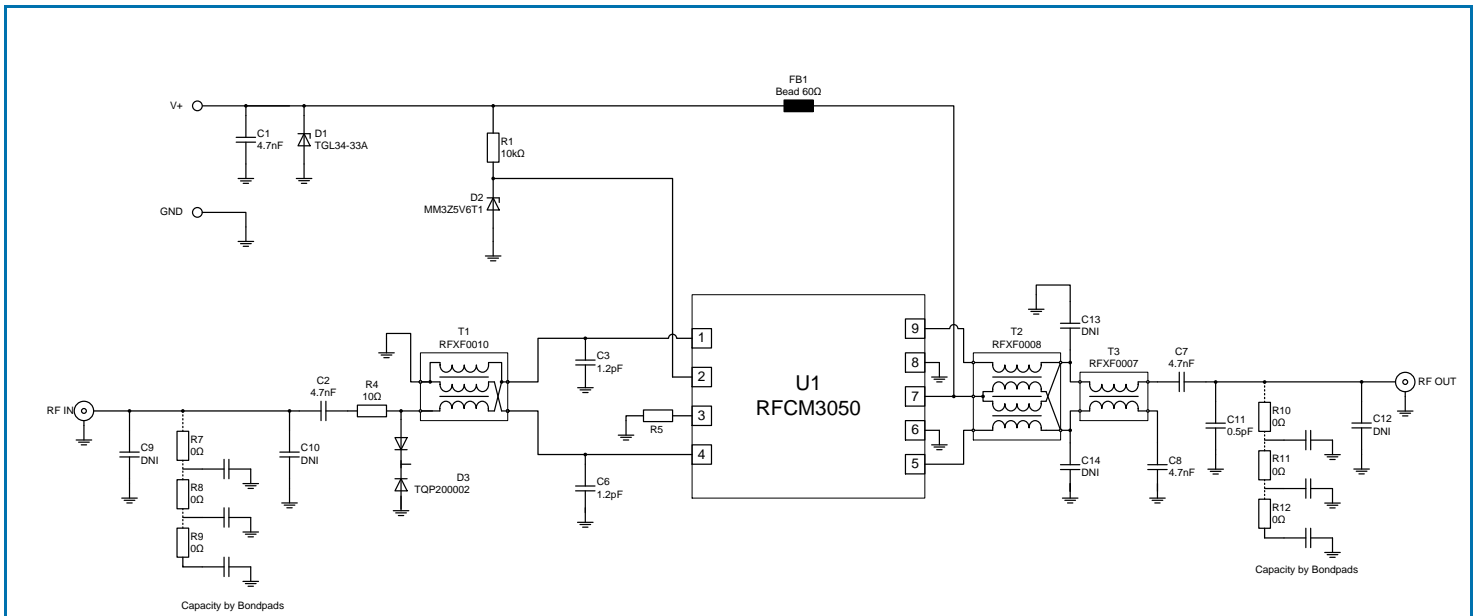 FB1
Bead 60Ω
V+
C1
4.7nF
D1
TGL34-33A
R1
10kΩ
D2
MM3Z5V6T1
GND
T1
RFXF0010
C3
1.2pF
C2
4.7nF
R4
10Ω
RF IN
C9
DNI
R7
0Ω
R8
0Ω
R9
0Ω
C10
DNI
D3
TQP200002
R5
C6
1.2pF
Capacity by Bondpads
1
2
3
4
U1
RFCM3050
9
8
7
6
5
T2
RFXF0008
C13
DNI
T3
RFXF0007
C7
4.7nF
C14
DNI
C8
4.7nF
C11
0.5pF
R10
0Ω
R11
0Ω
R12
0Ω
C12
DNI
RF OUT
Capacity by Bondpads